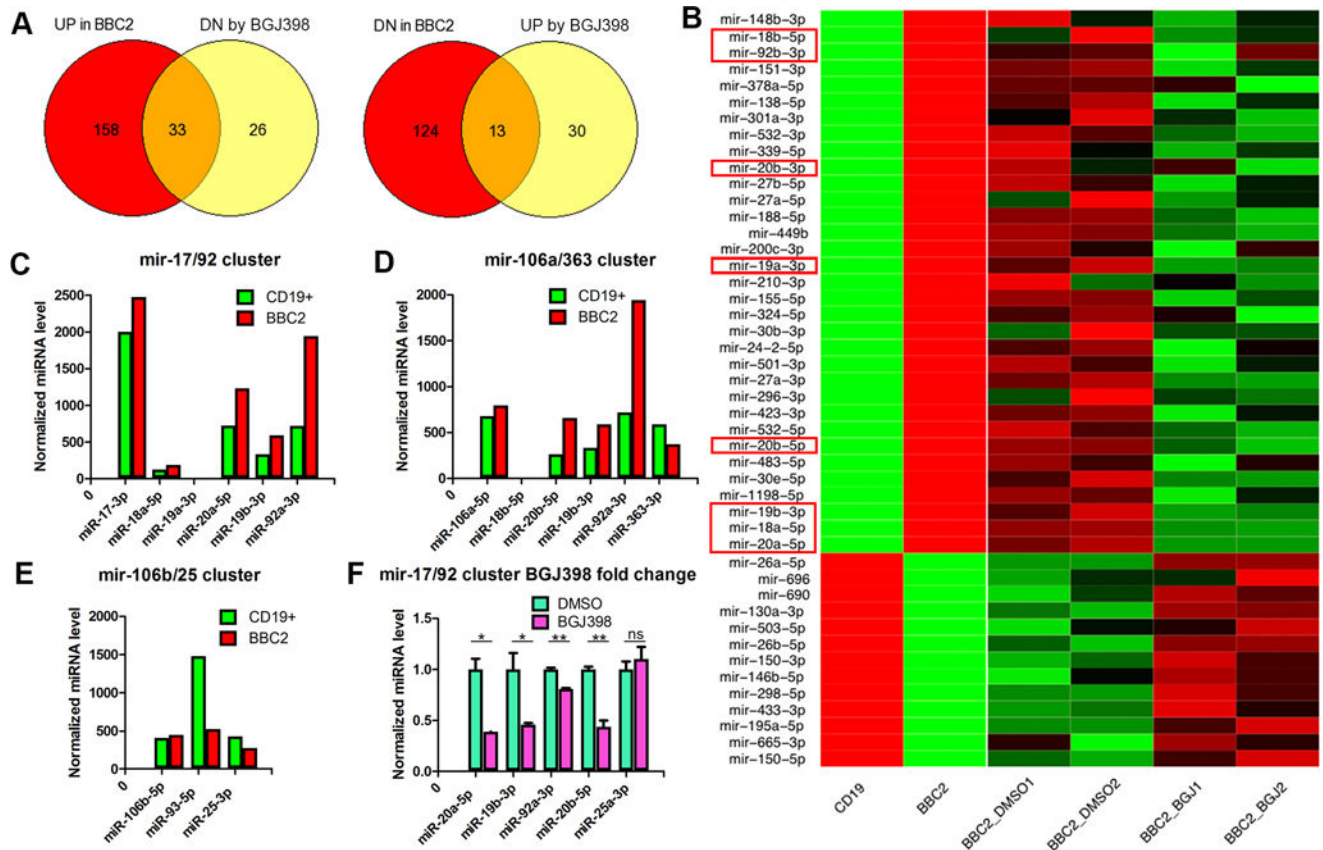 A
UP in BBC2
DN by BGJ398
158
33
26
DN in BBC2
UP by BGJ398
124
13
30
B
mir-148b-3p
mir-18b-5p
mir-92b-3p
mir-151-3p
mir-378a-5p
mir-138-5p
mir-301a-3p
mir-532-3p
mir-339-5p
mir-20b-3p
mir-27b-5p
mir-27a-5p
mir-188-5p
mir-449b
mir-200c-3p
mir-19a-3p
mir-210-3p
mir-155-5p
mir-324-5p
mir-30b-3p
mir-24-2-5p
mir-501-3p
mir-27a-3p
mir-296-3p
mir-423-3p
mir-532-5p
mir-20b-5p
mir-483-5p
mir-30e-5p
mir-1198-5p
mir-19b-3p
mir-18a-5p
mir-20a-5p
mir-26a-5p
mir-696
mir-690
mir-130a-3p
mir-503-5p
mir-26b-5p
mir-150-3p
mir-146b-5p
mir-298-5p
mir-433-3p
mir-195a-5p
mir-665-3p
mir-150-5p
CD19
BBC2
BBC2_DMSO1
BBC2_DMSO2
BBC2_BGJ1
BBC2_BGJ2
C
mir-17/92 cluster
CD19+
BBC2
Normalized miRNA level
2500
2000
1500
1000
500
0
miR-17-3p
miR-18a-5p
miR-19a-3p
miR-20a-5p
miR-19b-3p
miR-92a-3p
D
mir-106a/363 cluster
CD19+
BBC2
Normalized miRNA level
2000
1500
1000
500
0
miR-106a-5p
miR-18b-5p
miR-20b-5p
miR-19b-3p
miR-92a-3p
miR-363-3p
E
mir-106b/25 cluster
CD19+
BBC2
Normalized miRNA level
2000
1500
1000
500
0
miR-106b-5p
miR-93-5p
miR-25-3p
F
mir-17/92 cluster BGJ398 fold change
DMSO
BGJ398
Normalized miRNA level
1.5
1.0
0.5
0.0
* * ** ** ns
miR-20a-5p
miR-19b-3p
miR-92a-3p
miR-20b-5p
miR-25a-3p